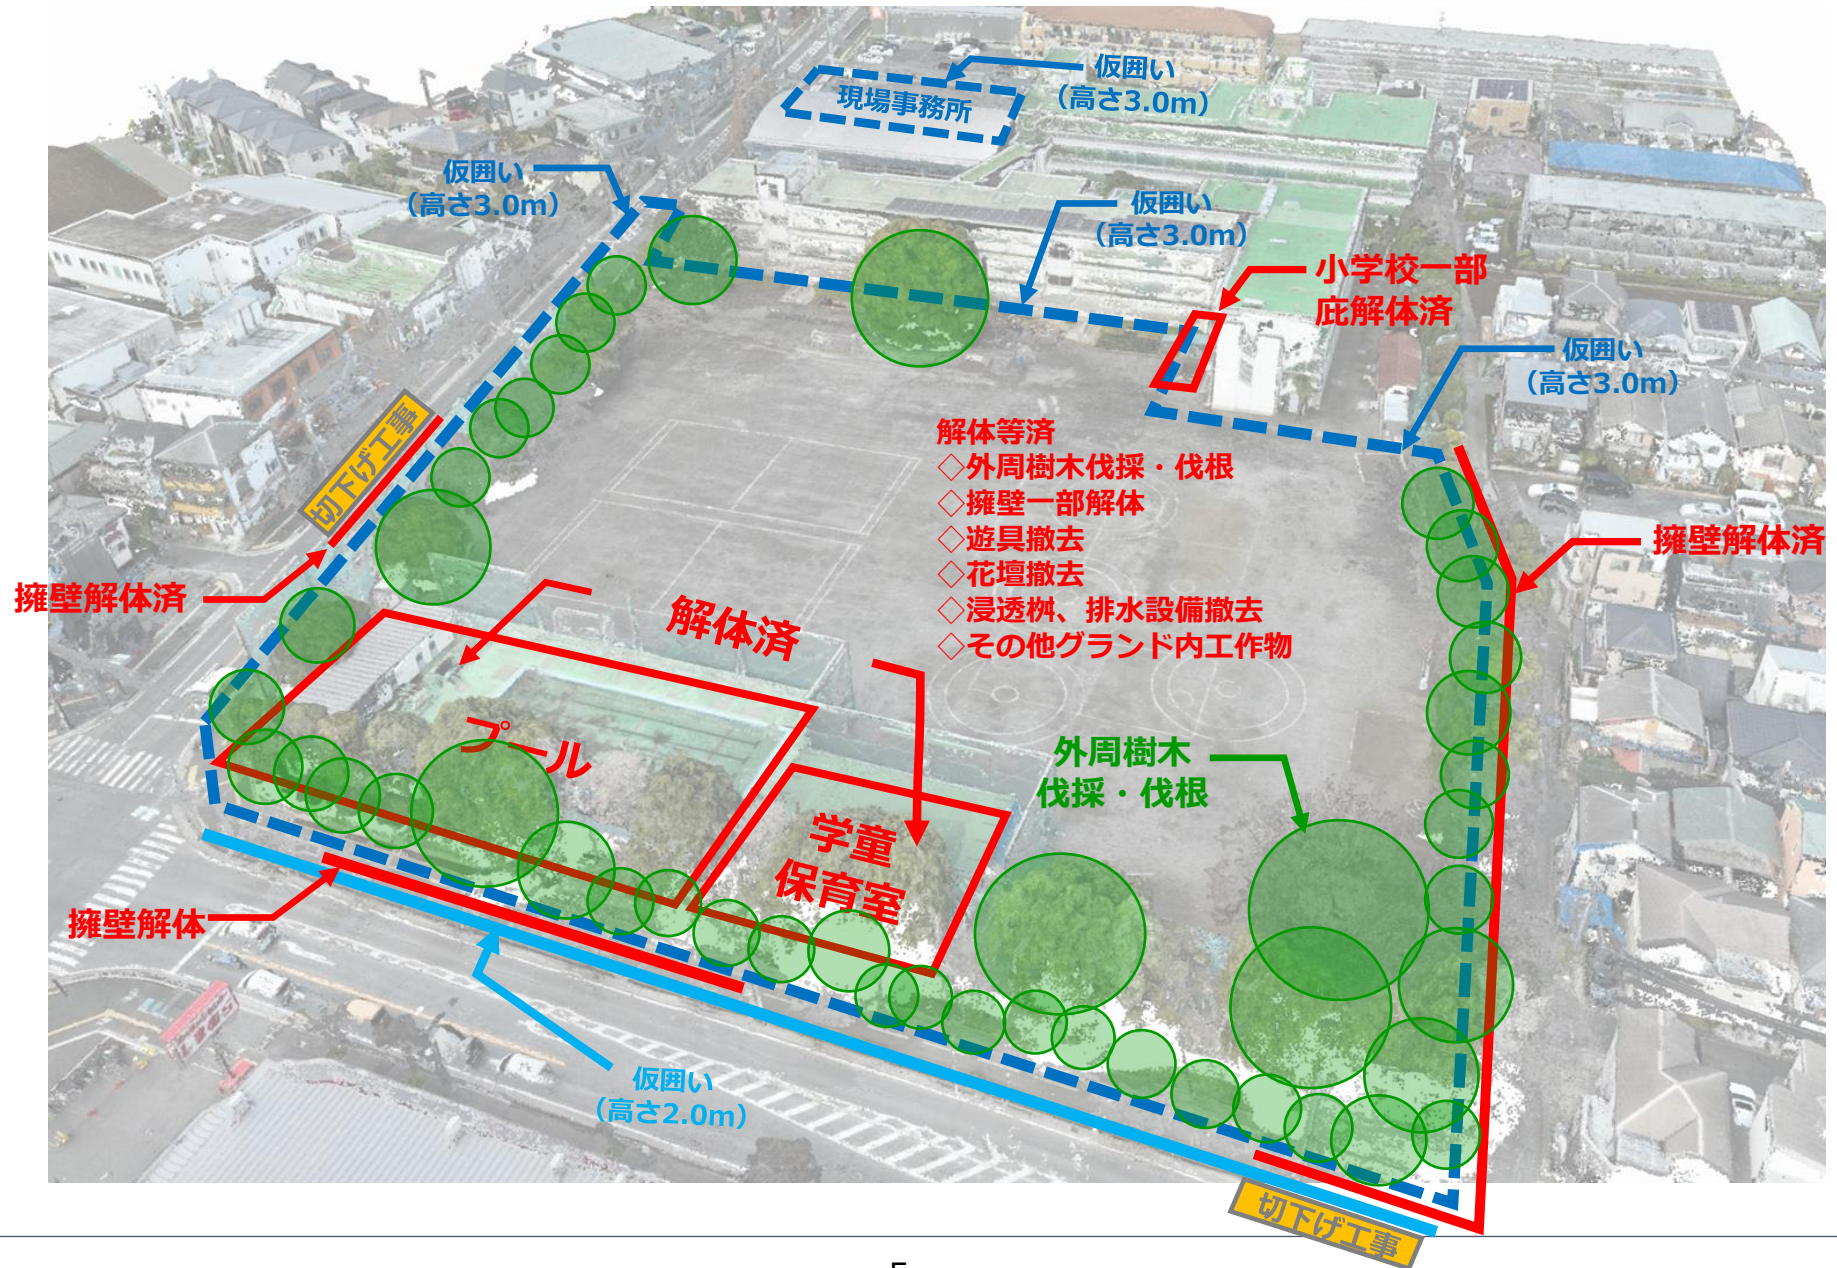 仮囲い
（高さ3.0m）
現場事務所
仮囲い
（高さ3.0m）
仮囲い
（高さ3.0m）
小学校一部
庇解体済
仮囲い
（高さ3.0m）
切下げ工事
解体等済
◇外周樹木伐採・伐根
◇擁壁一部解体
◇遊具撤去
◇花壇撤去
◇浸透桝、排水設備撤去
◇その他グランド内工作物
擁壁解体済
擁壁解体済
解体済
プール
外周樹木
伐採・伐根
学童
保育室
擁壁解体
仮囲い
（高さ2.0m）
切下げ工事